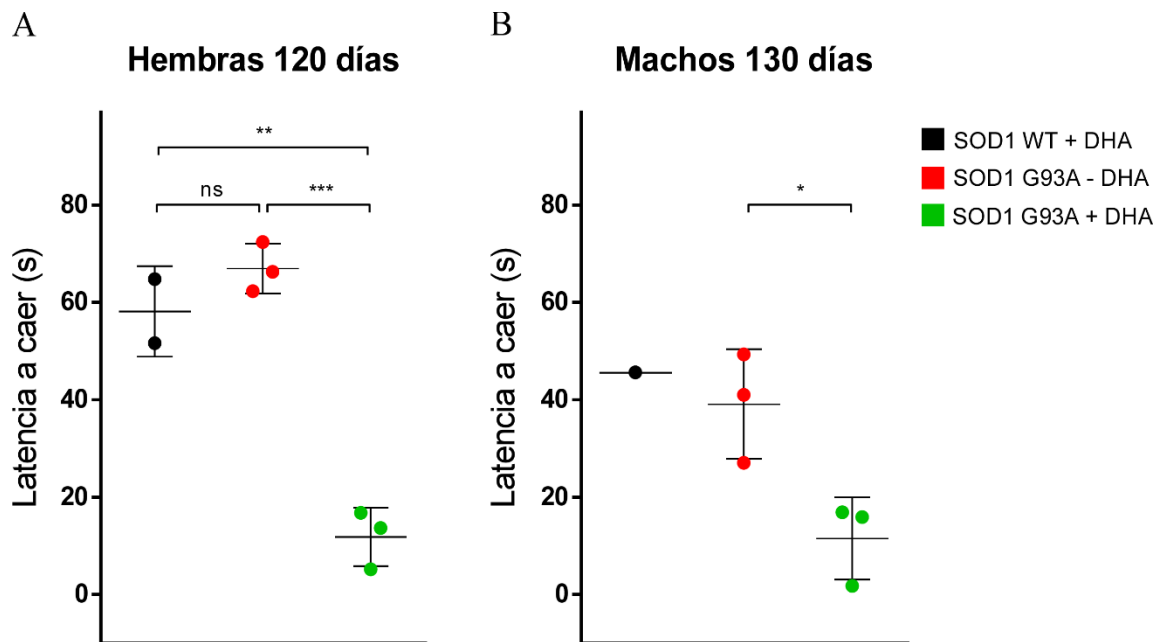 A
Hembras 120 días
**
ns
***
80
60
40
20
0
Latencia a caer (s)
B
Machos 130 días
*
80
60
40
20
0
Latencia a caer (s)
SOD1 WT + DHA
SOD1 G93A - DHA
SOD1 G93A + DHA